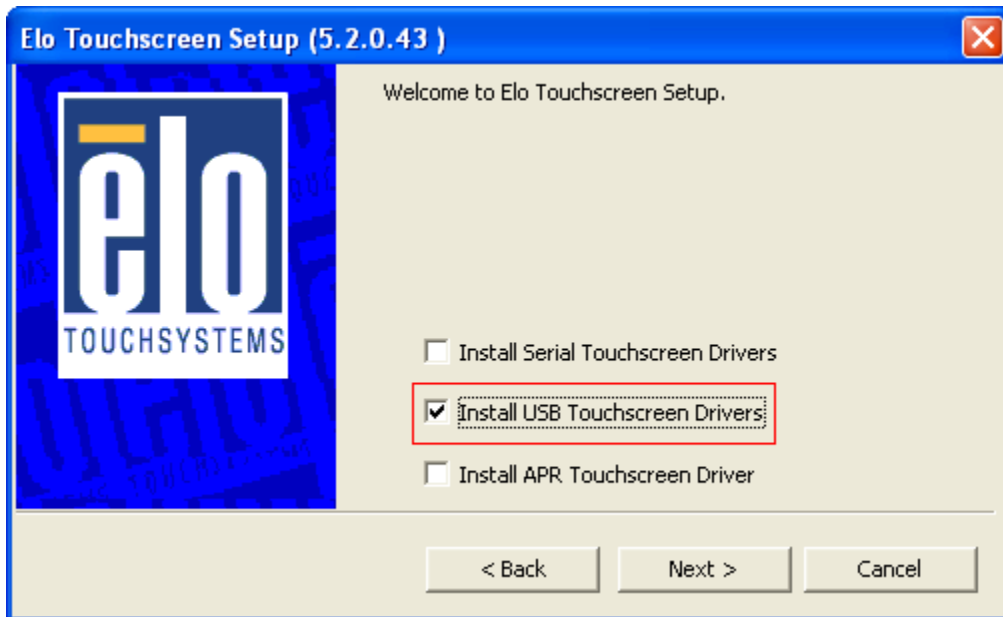 Elo Touchscreen Setup (5.2.0.43 )
Welcome to Elo Touchscreen Setup.
elo
TOUCHSYSTEMS
Install Serial Touchscreen Drivers
Install USB Touchscreen Drivers
Install APR Touchscreen Driver
< Back
Next >
Cancel